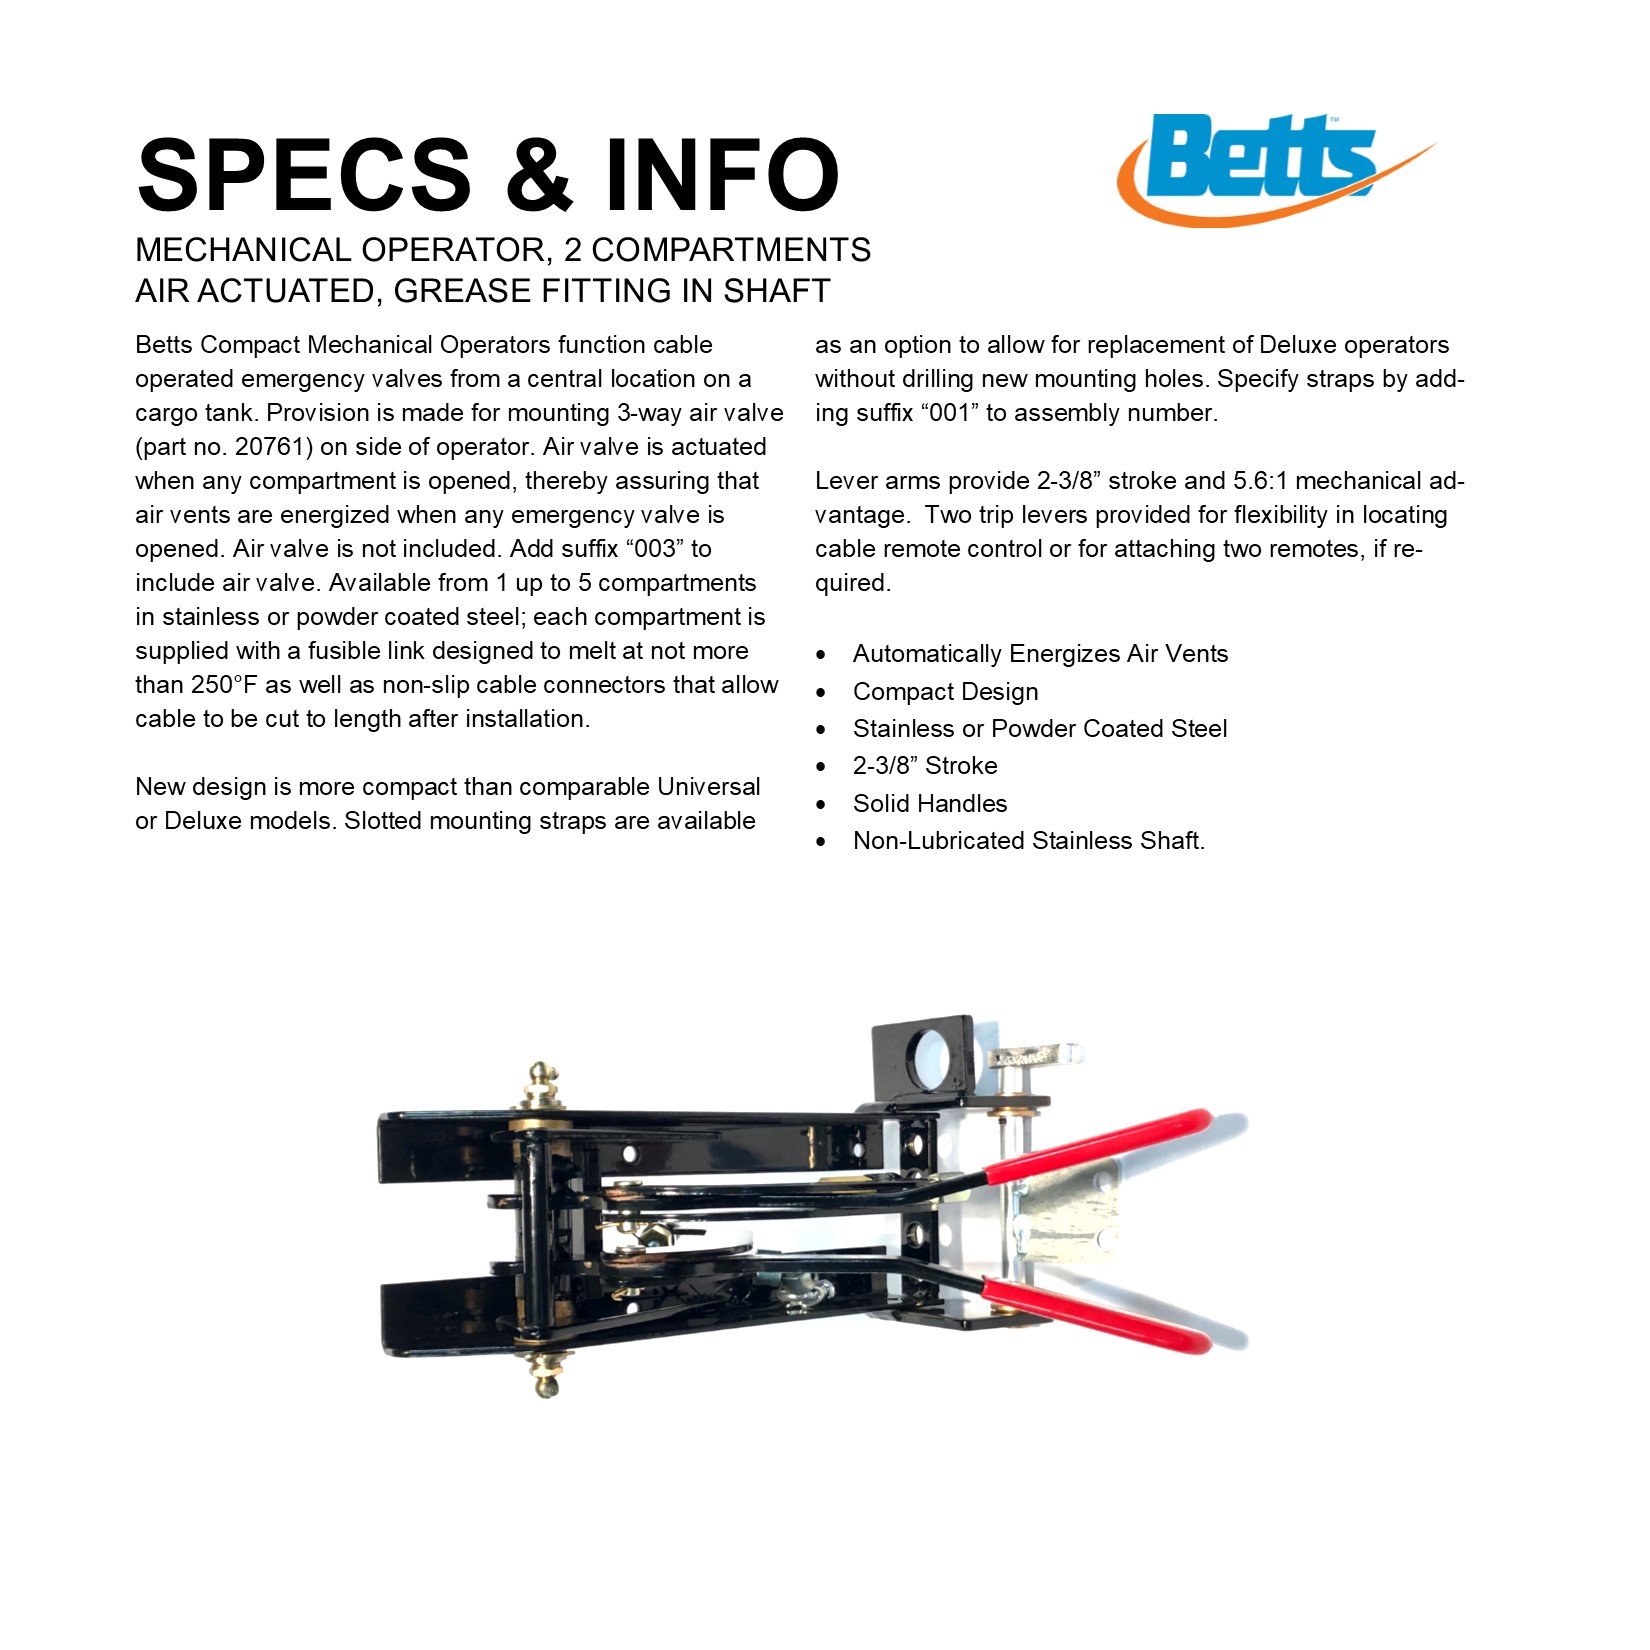 SPECS & INFO
Betts™
MECHANICAL OPERATOR, 2 COMPARTMENTS
AIR ACTUATED, GREASE FITTING IN SHAFT
Betts Compact Mechanical Operators function cable
operated emergency valves from a central location on a
cargo tank. Provision is made for mounting 3-way air valve
(part no. 20761) on side of operator. Air valve is actuated
when any compartment is opened, thereby assuring that
air vents are energized when any emergency valve is
opened. Air valve is not included. Add suffix “003” to
include air valve. Available from 1 up to 5 compartments
in stainless or powder coated steel; each compartment is
supplied with a fusible link designed to melt at not more
than 250°F as well as non-slip cable connectors that allow
cable to be cut to length after installation.
New design is more compact than comparable Universal
or Deluxe models. Slotted mounting straps are available
as an option to allow for replacement of Deluxe operators
without drilling new mounting holes. Specify straps by add-
ing suffix “001” to assembly number.
Lever arms provide 2-3/8” stroke and 5.6:1 mechanical ad-
vantage.  Two trip levers provided for flexibility in locating
cable remote control or for attaching two remotes, if re-
quired.
• Automatically Energizes Air Vents
• Compact Design
• Stainless or Powder Coated Steel
• 2-3/8” Stroke
• Solid Handles
• Non-Lubricated Stainless Shaft.